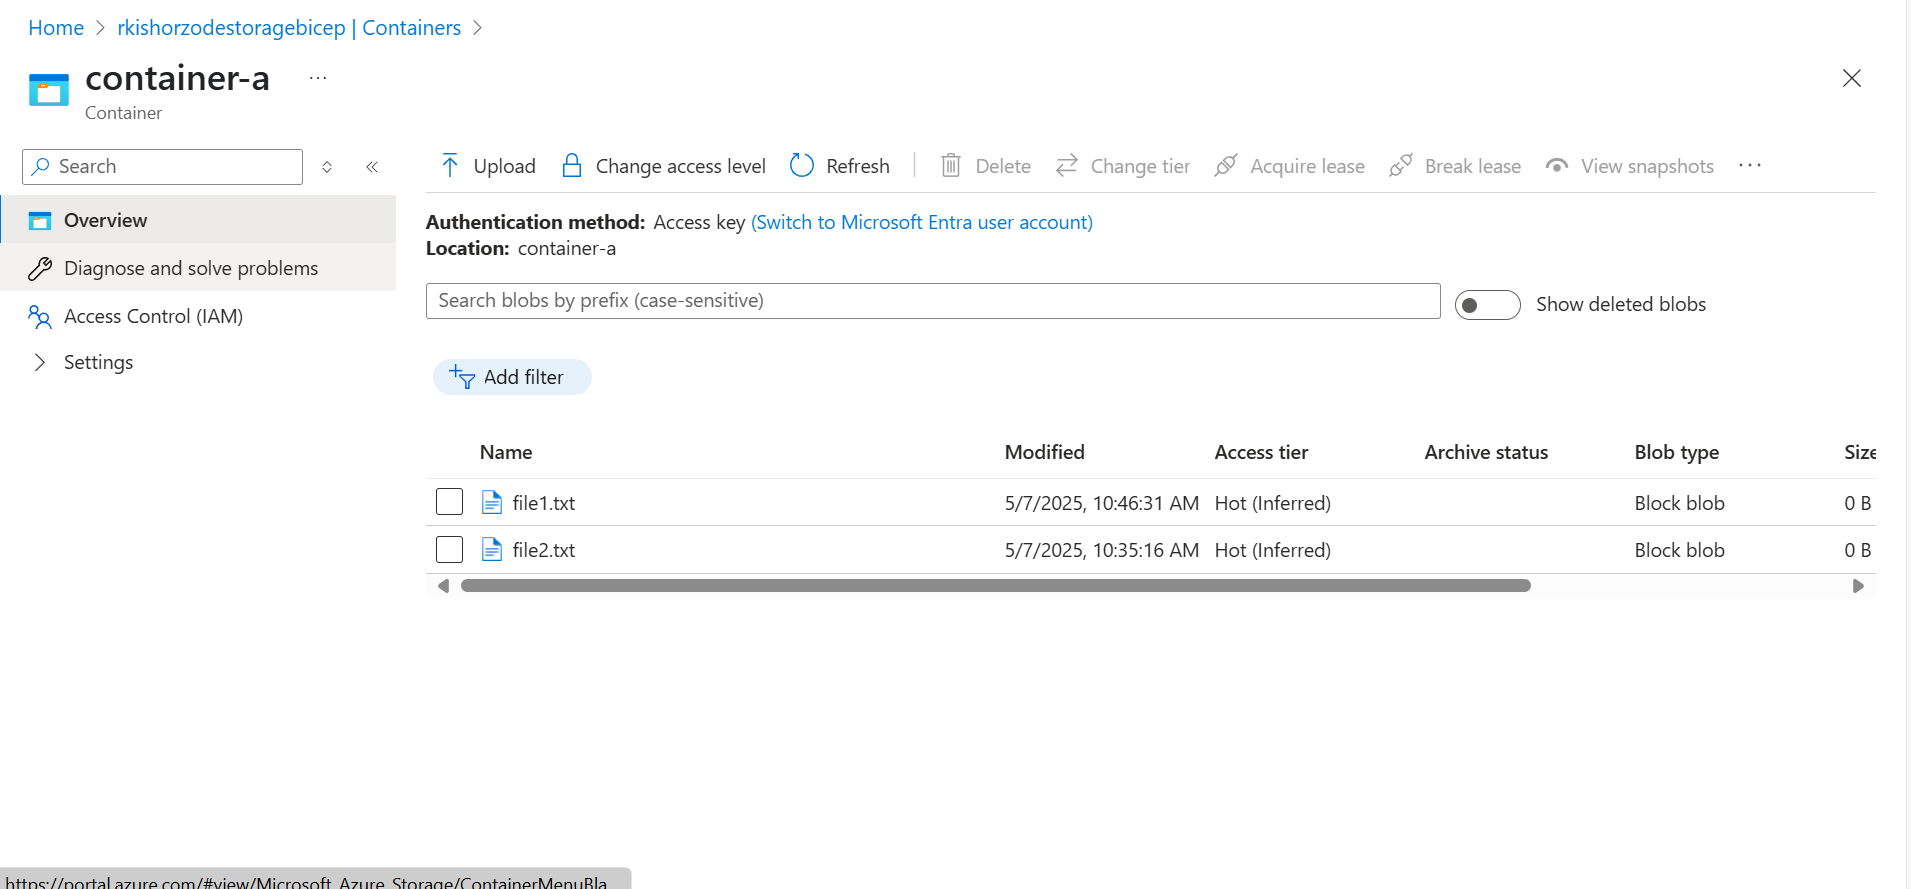 Home > rkishorzodestoragebicep | Containers >
container-a ...
Container
Search
Overview
Diagnose and solve problems
Access Control (IAM)
Settings
Upload Change access level Refresh Delete Change tier Acquire lease Break lease View snapshots ...
Authentication method: Access key (Switch to Microsoft Entra user account)
Location: container-a
Search blobs by prefix (case-sensitive)
Show deleted blobs
Add filter
Name Modified Access tier Archive status Blob type Size
file1.txt 5/7/2025, 10:46:31 AM Hot (Inferred) Block blob 0 B
file2.txt 5/7/2025, 10:35:16 AM Hot (Inferred) Block blob 0 B
https://portal.azure.com/#view/Microsoft_Azure_Storage/ContainerMenuBla...